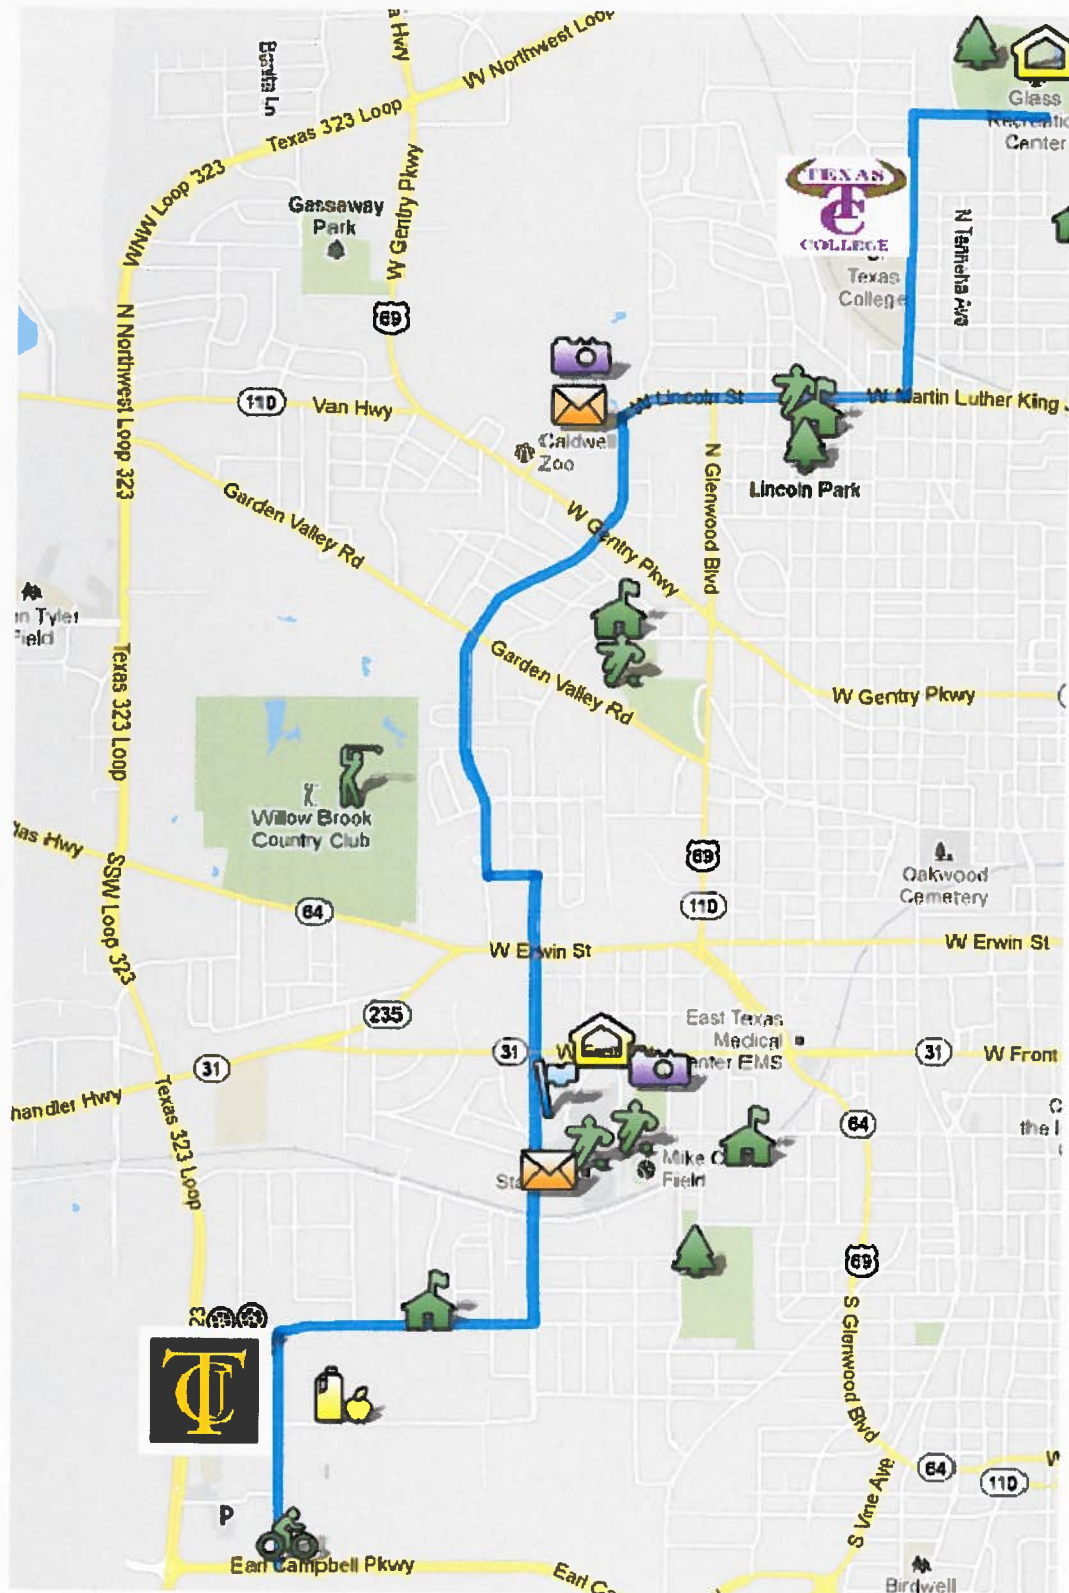 W Northwest Loop
Texas 323 Loop
WNW Loop 323
W Gentry Pkwy
Gassaway
Park
69
Glass
Center
TEXAS
TC
COLLEGE
Texas
College
N Northwest Loop 323
110
Van Hwy
W Lincoln St
W Martin Luther King
Zoo
N Glenwood Blvd
Lincoln Park
Garden Valley Rd
W Gentry Pkwy
Field
Texas 323 Loop
Garden Valley Rd
W Gentry Pkwy
Willow Brook
Country Club
Hwy
SSW Loop 323
64
69
110
Oakwood
Cemetery
W Erwin St
W Erwin St
235
East Texas
Medical
EMS
31
31
31
W Front
Texas 323 Loop
64
Mike
Field
69
S Glenwood Blvd
64
110
W
S Vine Ave
P
Earl Campbell Pkwy
Earl
Birdwell